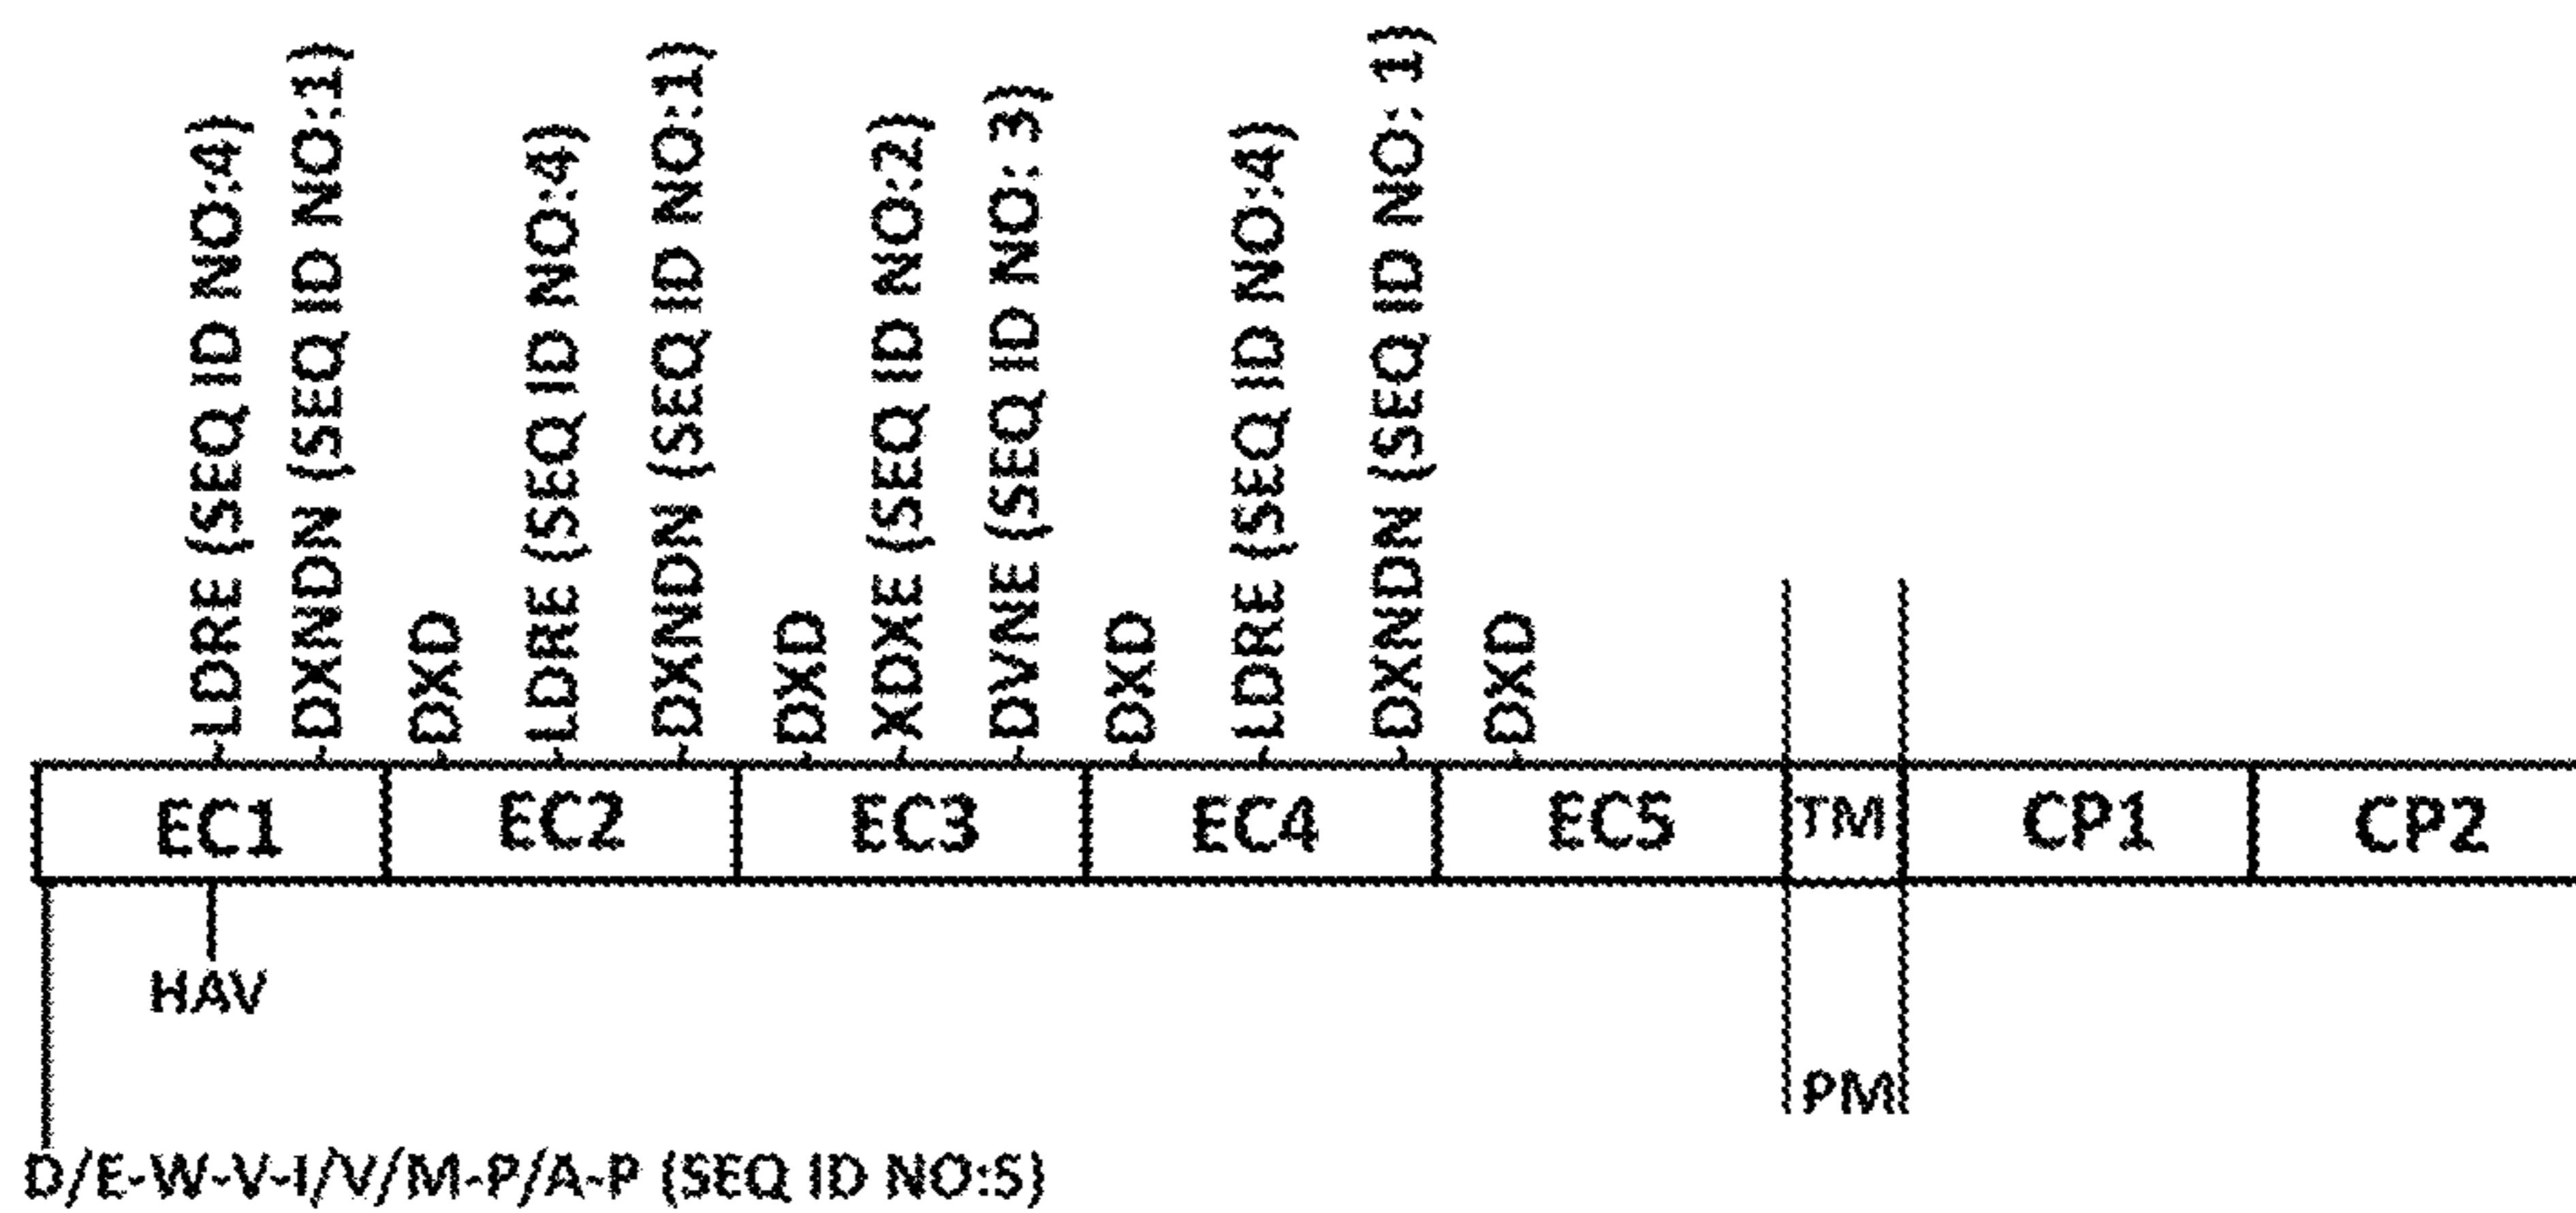 LDRE (SEQ ID NO:4)
DXNDN (SEQ ID NO:1)
DXD
LDRE (SEQ ID NO:4)
DXNDN (SEQ ID NO:1)
DXD
XDXE (SEQ ID NO:2)
DVNE (SEQ ID NO: 3)
DXD
LDRE (SEQ ID NO:4)
DXNDN (SEQ ID NO: 1)
DXD
EC1 EC2 EC3 EC4 EC5 TM CP1 CP2
HAV
PM
D/E-W-V-I/V/M-P/A-P (SEQ ID NO:5)